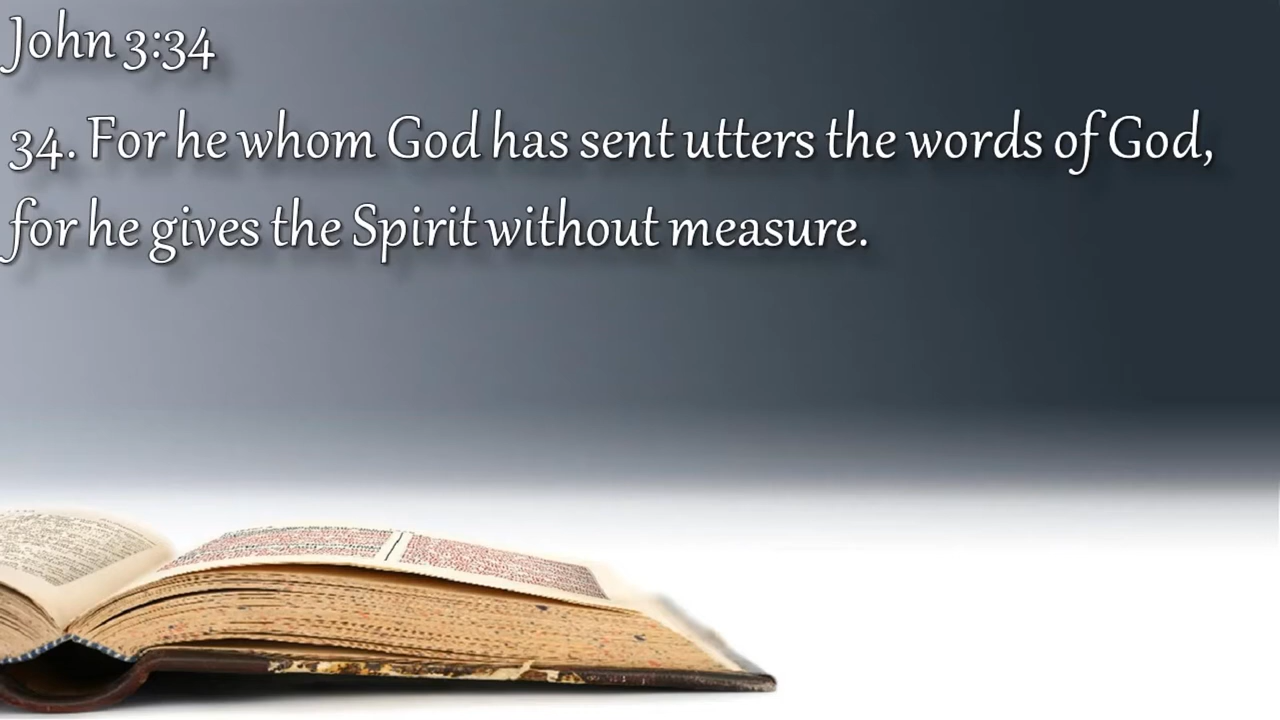 John 3:34
34. For he whom God has sent utters the words of God,
for he gives the Spirit without measure.